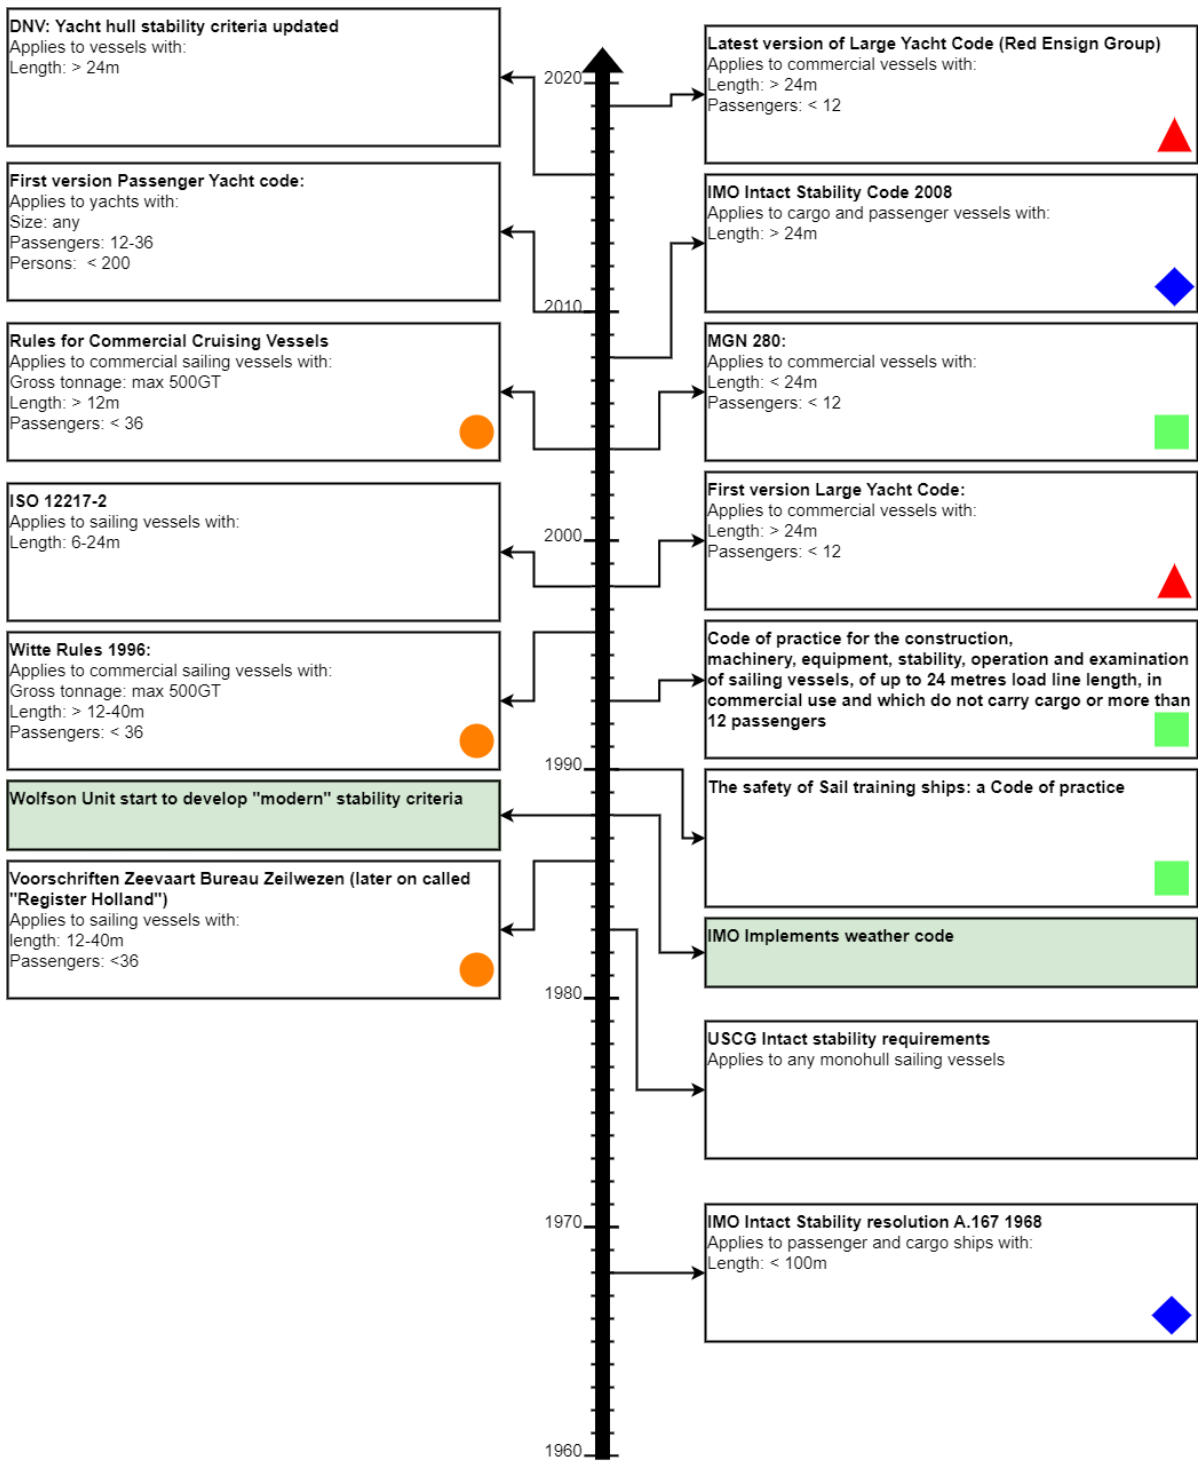 DNV: Yacht hull stability criteria updated
Applies to vessels with:
Length: > 24m
First version Passenger Yacht code:
Applies to yachts with:
Size: any
Passengers: 12-36
Persons:  < 200
Rules for Commercial Cruising Vessels
Applies to commercial sailing vessels with:
Gross tonnage: max 500GT
Length: > 12m
Passengers: < 36
ISO 12217-2
Applies to sailing vessels with:
Length: 6-24m
Witte Rules 1996:
Applies to commercial sailing vessels with:
Gross tonnage: max 500GT
Length: > 12-40m
Passengers: < 36
Wolfson Unit start to develop "modern" stability criteria
Voorschriften Zeevaart Bureau Zeilwezen (later on called
"Register Holland")
Applies to sailing vessels with:
length: 12-40m
Passengers: <36
2020
2010
2000
1990
1980
1970
1960
Latest version of Large Yacht Code (Red Ensign Group)
Applies to commercial vessels with:
Length: > 24m
Passengers: < 12
IMO Intact Stability Code 2008
Applies to cargo and passenger vessels with:
Length: > 24m
MGN 280:
Applies to commercial vessels with:
Length: < 24m
Passengers: < 12
First version Large Yacht Code:
Applies to commercial vessels with:
Length: > 24m
Passengers: < 12
Code of practice for the construction,
machinery, equipment, stability, operation and examination
of sailing vessels, of up to 24 metres load line length, in
commercial use and which do not carry cargo or more than
12 passengers
The safety of Sail training ships: a Code of practice
IMO Implements weather code
USCG Intact stability requirements
Applies to any monohull sailing vessels
IMO Intact Stability resolution A.167 1968
Applies to passenger and cargo ships with:
Length: < 100m